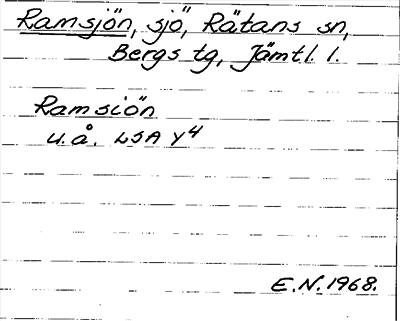 Ramsjön, sjö, Rätans sn,
Bergs tg, Jämtl. l.
Ramsiön
u.å. LSA Y4
E.N. 1968.